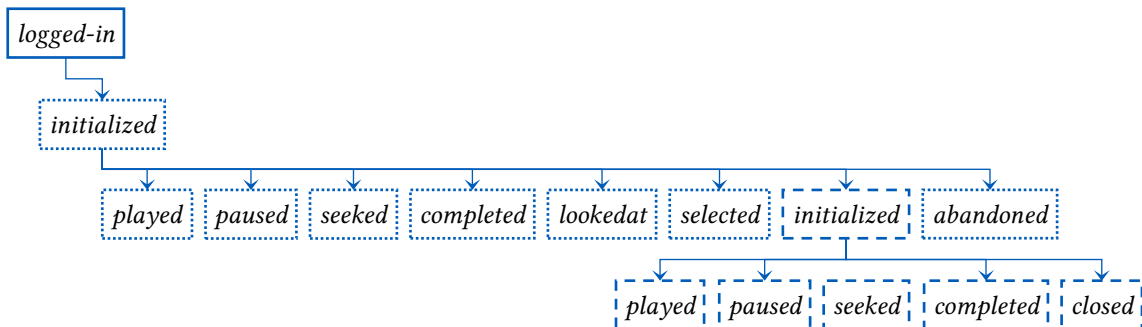 logged-in
initialized
played paused seeked completed lookedat selected initialized abandoned
played paused seeked completed closed